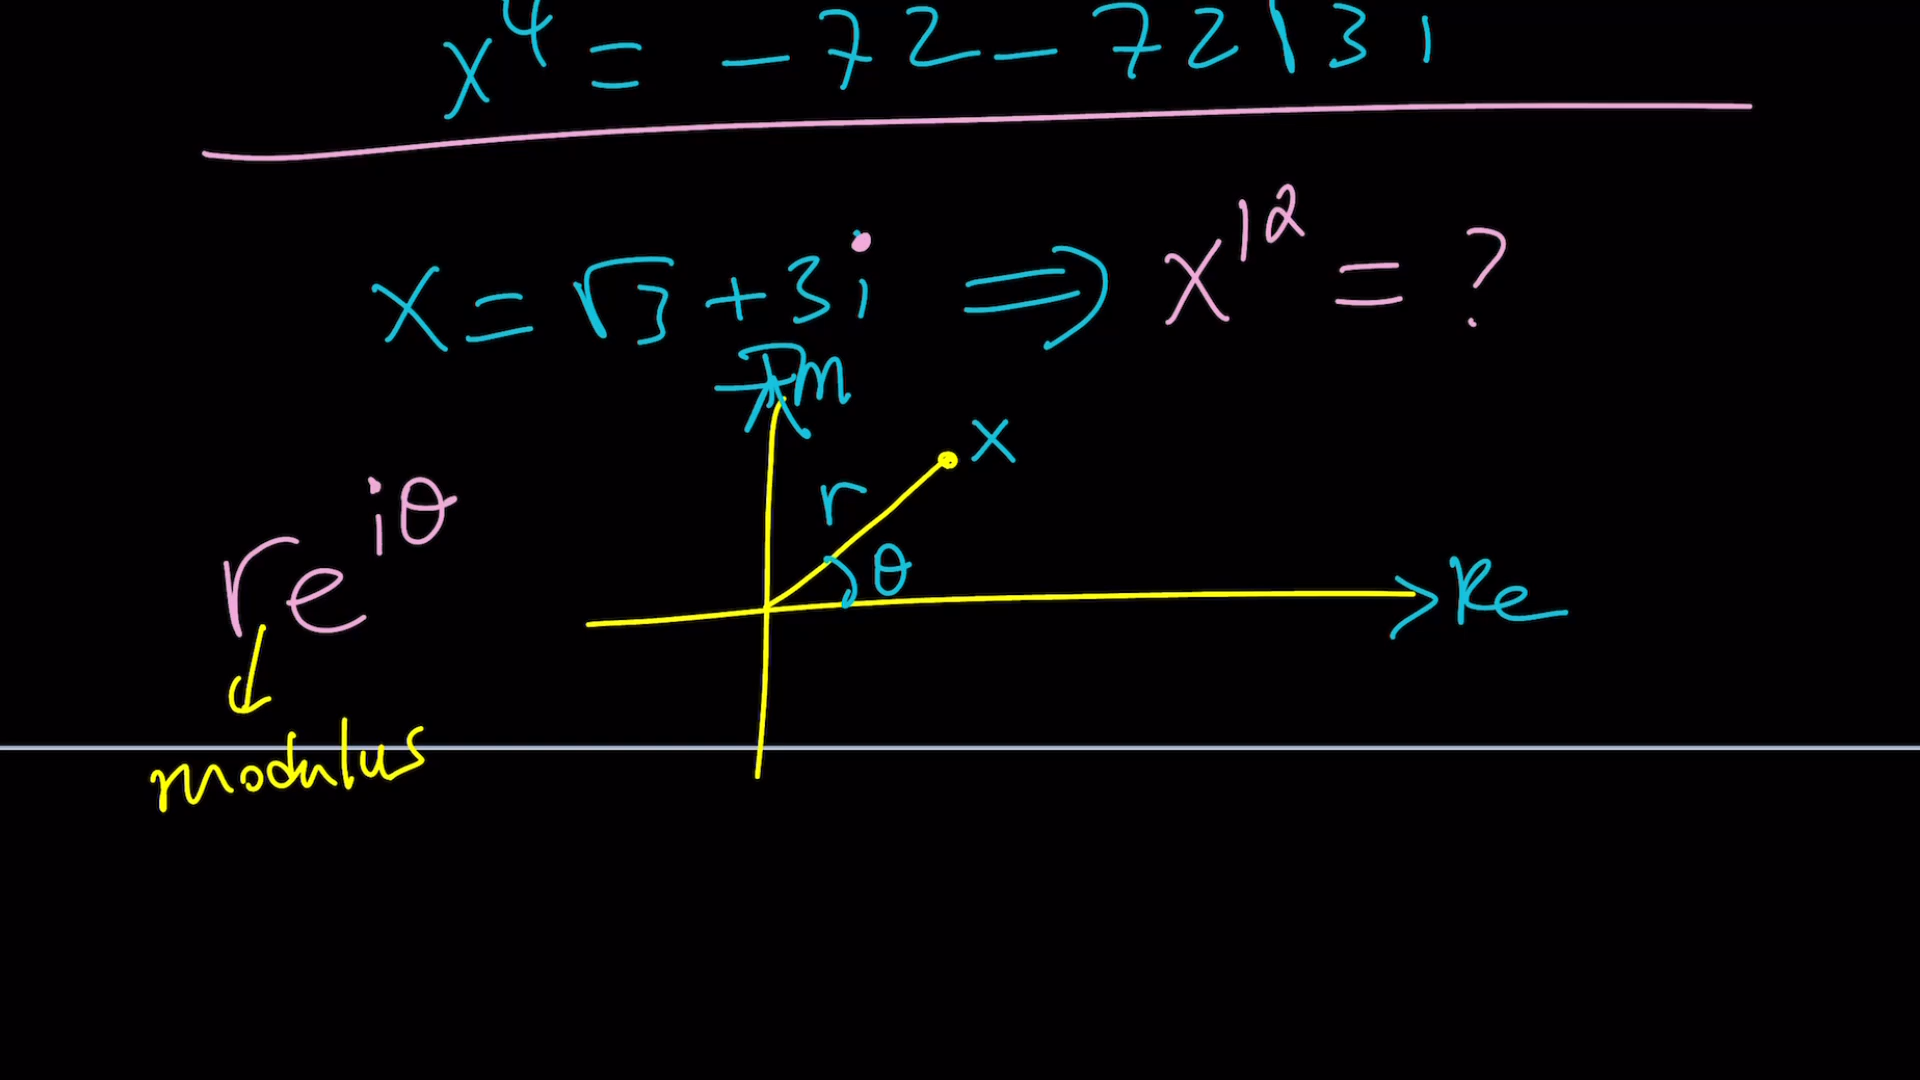 x⁴ = -72-72√3 i
x = √3 + 3i ⟹ x¹² = ?
Im
x
r
θ
Re
re^iθ
modulus